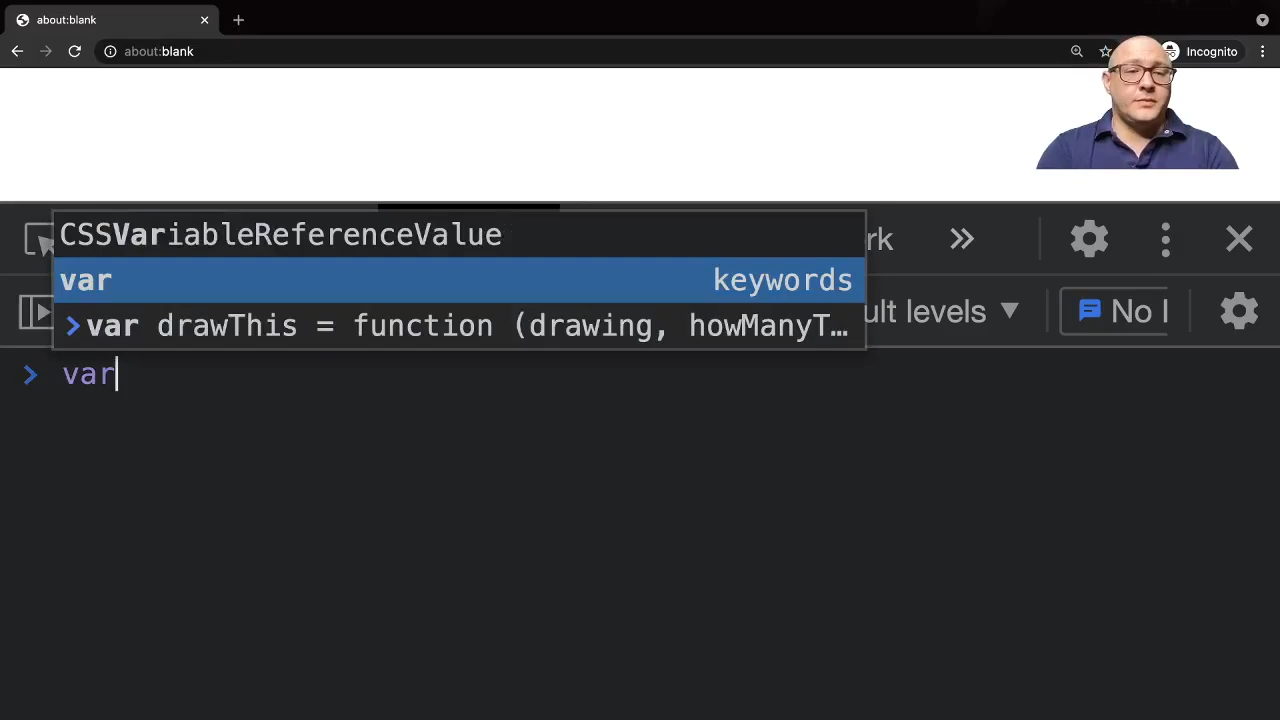 about:blank
about:blank
Incognito
CSSVariableReferenceValue
rk
var keywords
var drawThis = function (drawing, howManyT…
ult levels
No I
> var